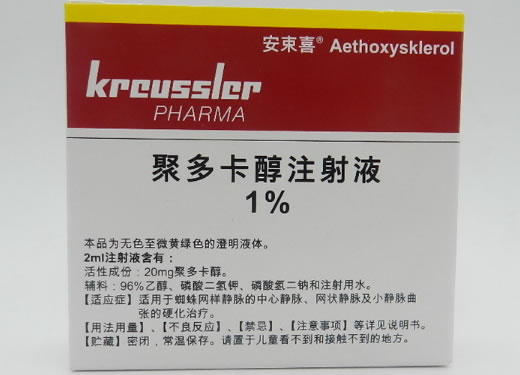 安束喜® Aethoxysklerol
kreussler
PHARMA
聚多卡醇注射液
1%
本品为无色至微黄绿色的澄明液体。
2ml注射液含有：
活性成份：20mg聚多卡醇。
辅料：96%乙醇、磷酸二氢钾、磷酸氢二钠和注射用水。
【适应症】适用于蜘蛛网样静脉的中心静脉、网状静脉及小静脉曲
张的硬化治疗。
【用法用量】、【不良反应】、【禁忌】、【注意事项】等详见说明书。
【贮藏】密闭，常温保存。请置于儿童看不到和接触不到的地方。